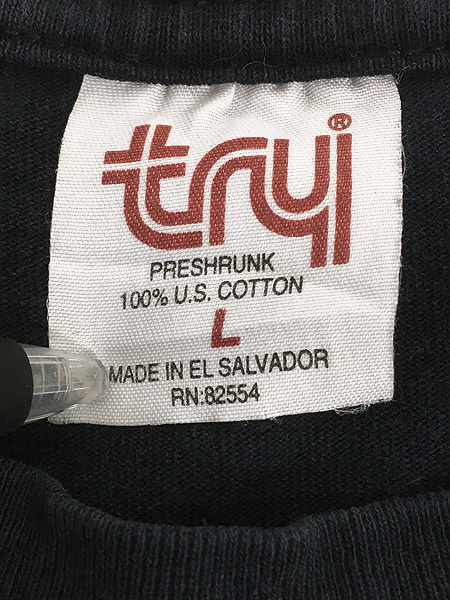 tryi®
PRESHRUNK
100% U.S. COTTON
L
MADE IN EL SALVADOR
RN:82554